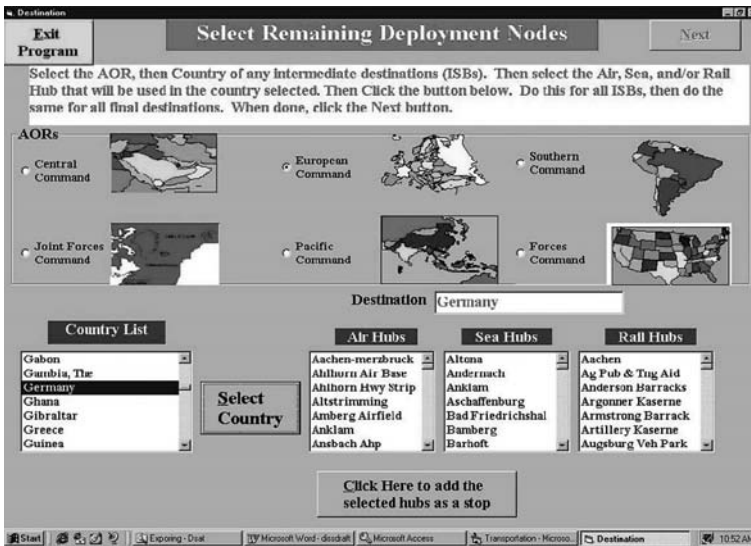 Destination
Exit
Program
Select Remaining Deployment Nodes
Next
Select the AOR, then Country of any intermediate destinations (ISBs). Then select the Air, Sea, and/or Rail
Hub that will be used in the country selected. Then Click the button below. Do this for all ISBs, then do the
same for all final destinations. When done, click the Next button.
AORs
Central
Command
European
Command
Southern
Command
Joint Forces
Command
Pacific
Command
Forces
Command
Destination Germany
Country List
Gabon
Gambia, The
Germany
Ghana
Gibraltar
Greece
Guinea
Select
Country
Air Hubs
Aachen-merzbruck
Ahlhorn Air Base
Ahlhorn Hwy Strip
Altstrimming
Amberg Airfield
Anklam
Ansbach Ahp
Sea Hubs
Altona
Andernach
Anklam
Aschaffenburg
Bad Friedrichshal
Bamberg
Barhoft
Rail Hubs
Aachen
Ag Pub & Tng Aid
Anderson Barracks
Argonner Kaserne
Armstrong Barrack
Artillery Kaserne
Augsburg Veh Park
Click Here to add the
selected hubs as a stop
Start
Exporing - Dsat
Microsoft Word - desdraft
Microsoft Access
Transportation - Microso...
Destination
10:52 AM